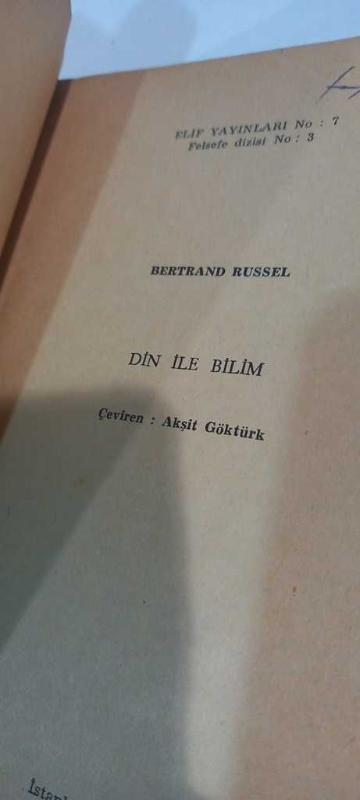 ELİF YAYINLARI No : 7
Felsefe dizisi No : 3
BERTRAND RUSSEL
DİN İLE BİLİM
Çeviren : Akşit Göktürk